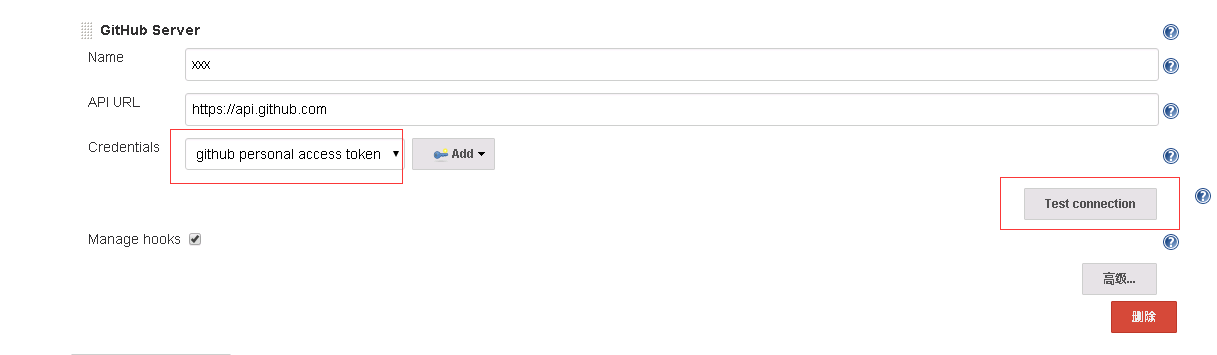 GitHub Server
Name
xxx
API URL
https://api.github.com
Credentials
github personal access token
Add
Test connection
Manage hooks
高级...
删除